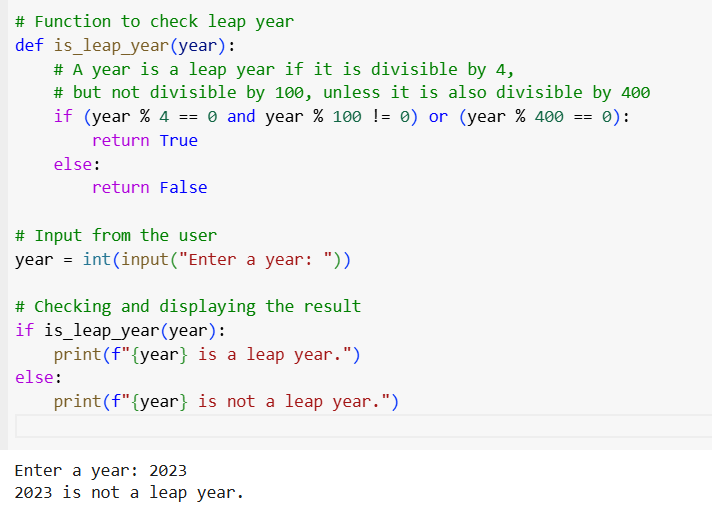 # Function to check leap year
def is_leap_year(year):
    # A year is a leap year if it is divisible by 4,
    # but not divisible by 100, unless it is also divisible by 400
    if (year % 4 == 0 and year % 100 != 0) or (year % 400 == 0):
        return True
    else:
        return False

# Input from the user
year = int(input("Enter a year: "))

# Checking and displaying the result
if is_leap_year(year):
    print(f"{year} is a leap year.")
else:
    print(f"{year} is not a leap year.")

Enter a year: 2023
2023 is not a leap year.